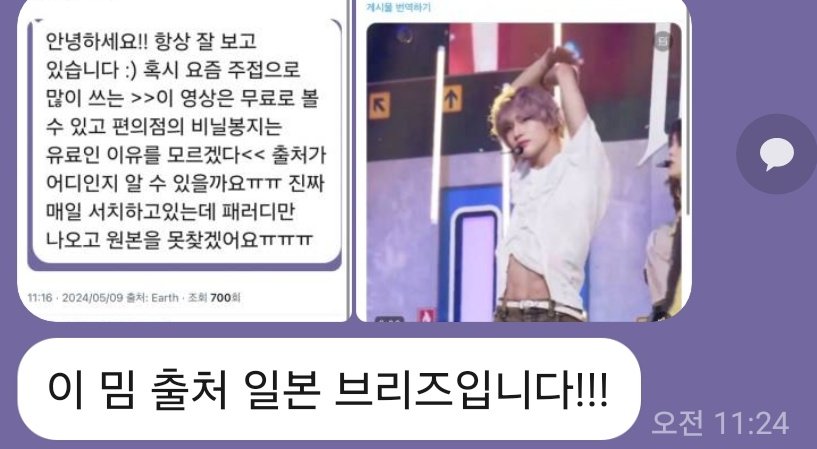 안녕하세요!! 항상 잘 보고
있습니다 :) 혹시 요즘 주접으로
많이 쓰는 >>이 영상은 무료로 볼
수 있고 편의점의 비닐봉지는
유료인 이유를 모르겠다<< 출처가
어디인지 알 수 있을까요ㅠㅠ 진짜
매일 서치하고있는데 패러디만
나오고 원본을 못찾겠어요ㅠㅠㅠ
11:16 · 2024/05/09 출처: Earth · 조회 700회
게시물 번역하기
이 밈 출처 일본 브리즈입니다!!!
오전 11:24